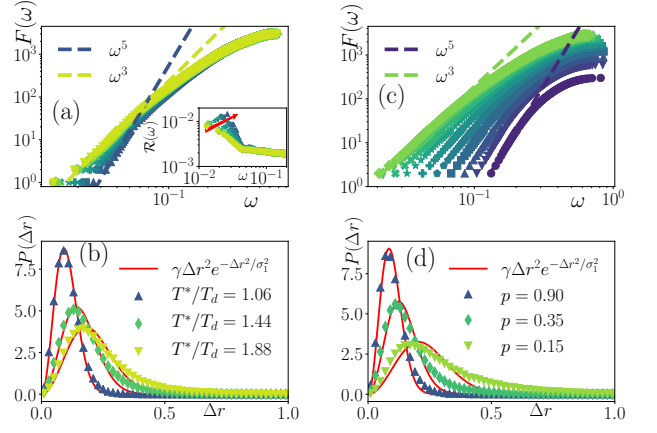 F(ω)
10³
10²
10¹
10⁰
ω⁵
ω³
(a)
10⁻²
10⁻³
R(ω)
10⁻² ω 10⁻¹
10⁻¹
ω
F(ω)
10³
10²
10¹
10⁰
ω⁵
ω³
(c)
10⁻¹
ω
10⁰
P(Δr)
7.5
5.0
2.5
0.0
(b)
γΔr²e^{−Δr²/σ₁²}
T*/T_d = 1.06
T*/T_d = 1.44
T*/T_d = 1.88
0.0 0.5 1.0
Δr
P(Δr)
7.5
5.0
2.5
0.0
(d)
γΔr²e^{−Δr²/σ₁²}
p = 0.90
p = 0.35
p = 0.15
0.0 0.5 1.0
Δr